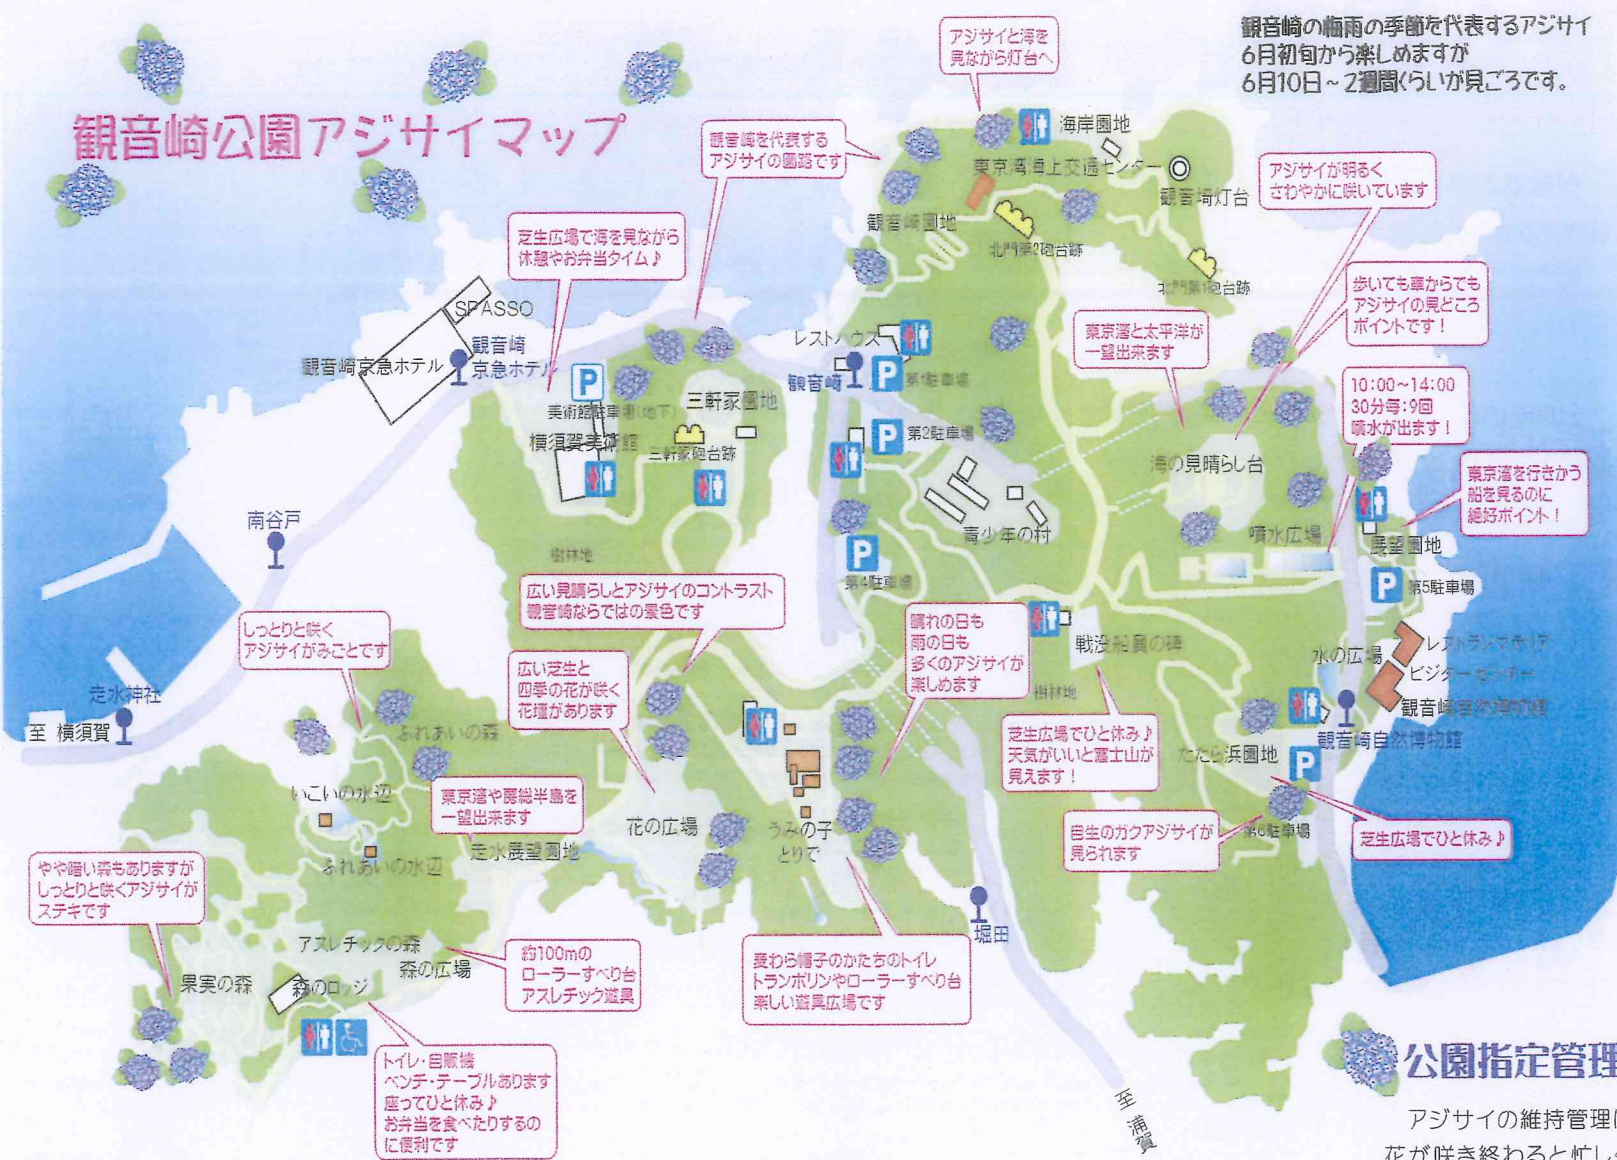 観音崎の梅雨の季節を代表するアジサイ
6月初旬から楽しめますが
6月10日～2週間くらいが見ごろです。
観音崎公園アジサイマップ
アジサイと海を
見ながら灯台へ
海岸園地
観音崎を代表する
アジサイの園路です
東京湾海上交通センター
観音埼灯台
アジサイが明るく
さわやかに咲いています
観音崎園地
北門第2砲台跡
北門第1砲台跡
芝生広場で海を見ながら
休憩やお弁当タイム♪
歩いても車からでも
アジサイの見どころ
ポイントです！
SPASSO
観音崎京急ホテル
観音崎
京急ホテル
レストハウス
観音崎
P
第1駐車場
東京湾と太平洋が
一望出来ます
10:00～14:00
30分毎：9回
噴水が出ます！
P
美術館駐車場(地下)
三軒家園地
横須賀美術館
三軒家砲台跡
P
第2駐車場
海の見晴らし台
東京湾を行きかう
船を見るのに
絶好ポイント！
南谷戸
青少年の村
噴水広場
展望園地
樹林地
P
第4駐車場
P
第5駐車場
広い見晴らしとアジサイのコントラスト
観音崎ならではの景色です
しっとりと咲く
アジサイがみごとです
晴れの日も
雨の日も
多くのアジサイが
楽しめます
戦没船員の碑
水の広場
レストランマテリア
ビジターセンター
観音崎自然博物館
広い芝生と
四季の花が咲く
花壇があります
樹林地
走水神社
至 横須賀
ふれあいの森
芝生広場でひと休み♪
天気がいいと富士山が
見えます！
観音崎自然博物館
たたら浜園地
P
いこいの水辺
東京湾や房総半島を
一望出来ます
花の広場
うみの子
とりで
自生のガクアジサイが
見られます
第6駐車場
芝生広場でひと休み♪
走水展望園地
ふれあいの水辺
やや暗い森もありますが
しっとりと咲くアジサイが
ステキです
堀田
アスレチックの森
森の広場
果実の森
森のロッジ
約100mの
ローラーすべり台
アスレチック遊具
麦わら帽子のかたちのトイレ
トランポリンやローラーすべり台
楽しい遊具広場です
トイレ・自販機
ベンチ・テーブルあります
座ってひと休み♪
お弁当を食べたりするの
に便利です
至 浦賀
公園指定管理
アジサイの維持管理
花が咲き終わると忙し